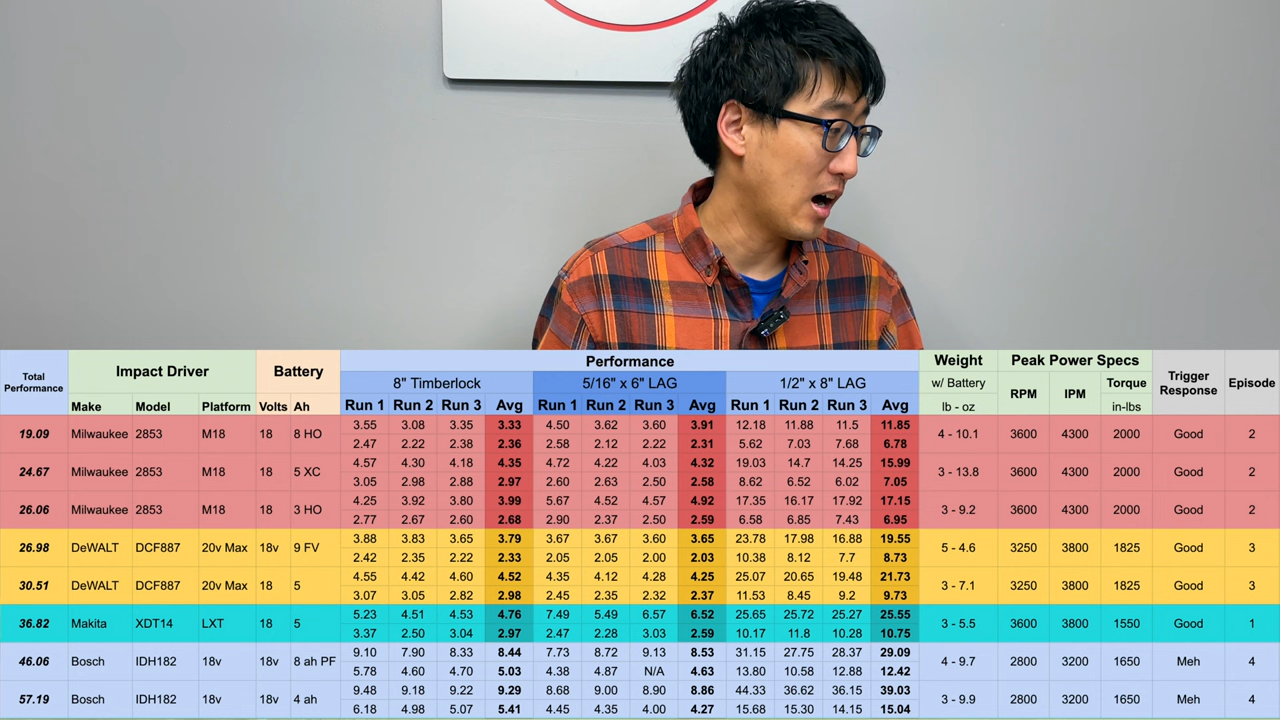 Total Performance Impact Driver Battery Performance Weight Peak Power Specs Trigger Response Episode
8" Timberlock 5/16" x 6" LAG 1/2" x 8" LAG w/ Battery RPM IPM Torque
Make Model Platform Volts Ah Run 1 Run 2 Run 3 Avg Run 1 Run 2 Run 3 Avg Run 1 Run 2 Run 3 Avg lb - oz in-lbs
19.09 Milwaukee 2853 M18 18 8 HO 3.55 3.08 3.35 3.33 4.50 3.62 3.60 3.91 12.18 11.88 11.5 11.85 4 - 10.1 3600 4300 2000 Good 2
2.47 2.22 2.38 2.36 2.58 2.12 2.22 2.31 5.62 7.03 7.68 6.78
24.67 Milwaukee 2853 M18 18 5 XC 4.57 4.30 4.18 4.35 4.72 4.22 4.03 4.32 19.03 14.7 14.25 15.99 3 - 13.8 3600 4300 2000 Good 2
3.05 2.98 2.88 2.97 2.60 2.63 2.50 2.58 8.62 6.52 6.02 7.05
26.06 Milwaukee 2853 M18 18 3 HO 4.25 3.92 3.80 3.99 5.67 4.52 4.57 4.92 17.35 16.17 17.92 17.15 3 - 9.2 3600 4300 2000 Good 2
2.77 2.67 2.60 2.68 2.90 2.37 2.50 2.59 6.58 6.85 7.43 6.95
26.98 DeWALT DCF887 20v Max 18v 9 FV 3.88 3.83 3.65 3.79 3.67 3.67 3.60 3.65 23.78 17.98 16.88 19.55 5 - 4.6 3250 3800 1825 Good 3
2.42 2.35 2.22 2.33 2.05 2.05 2.00 2.03 10.38 8.12 7.7 8.73
30.51 DeWALT DCF887 20v Max 18 5 4.55 4.42 4.60 4.52 4.35 4.12 4.28 4.25 25.07 20.65 19.48 21.73 3 - 7.1 3250 3800 1825 Good 3
3.07 3.05 2.82 2.98 2.45 2.35 2.32 2.37 11.53 8.45 9.2 9.73
36.82 Makita XDT14 LXT 18 5 5.23 4.51 4.53 4.76 7.49 5.49 6.57 6.52 25.65 25.72 25.27 25.55 3 - 5.5 3600 3800 1550 Good 1
3.37 2.50 3.04 2.97 2.47 2.28 3.03 2.59 10.17 11.8 10.28 10.75
46.06 Bosch IDH182 18v 18v 8 ah PF 9.10 7.90 8.33 8.44 7.73 8.72 9.13 8.53 31.15 27.75 28.37 29.09 4 - 9.7 2800 3200 1650 Meh 4
5.78 4.60 4.70 5.03 4.38 4.87 N/A 4.63 13.80 10.58 12.88 12.42
57.19 Bosch IDH182 18v 18v 4 ah 9.48 9.18 9.22 9.29 8.68 9.00 8.90 8.86 44.33 36.62 36.15 39.03 3 - 9.9 2800 3200 1650 Meh 4
6.18 4.98 5.07 5.41 4.45 4.35 4.00 4.27 15.68 15.30 14.15 15.04